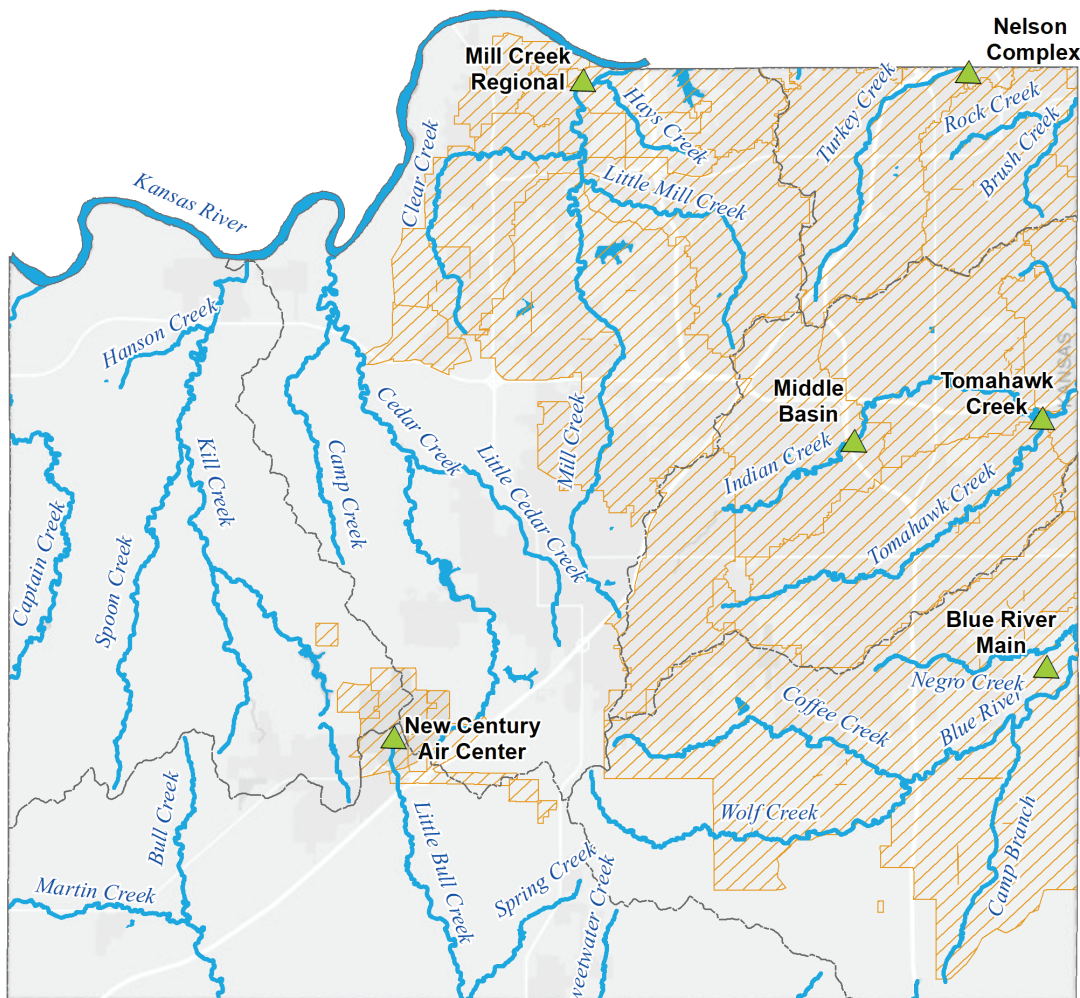 Nelson
Complex
Mill Creek
Regional
Hays Creek
Turkey Creek
Rock Creek
Brush Creek
Clear Creek
Kansas River
Little Mill Creek
Hanson Creek
KANSAS
Middle
Basin
Tomahawk
Creek
Cedar Creek
Mill Creek
Indian Creek
Kill Creek
Camp Creek
Little Cedar Creek
Tomahawk Creek
Captain Creek
Spoon Creek
Blue River
Main
Negro Creek
Coffee Creek
Blue River
New Century
Air Center
Bull Creek
Wolf Creek
Little Bull Creek
Camp Branch
Spring Creek
Martin Creek
weetwater Creek